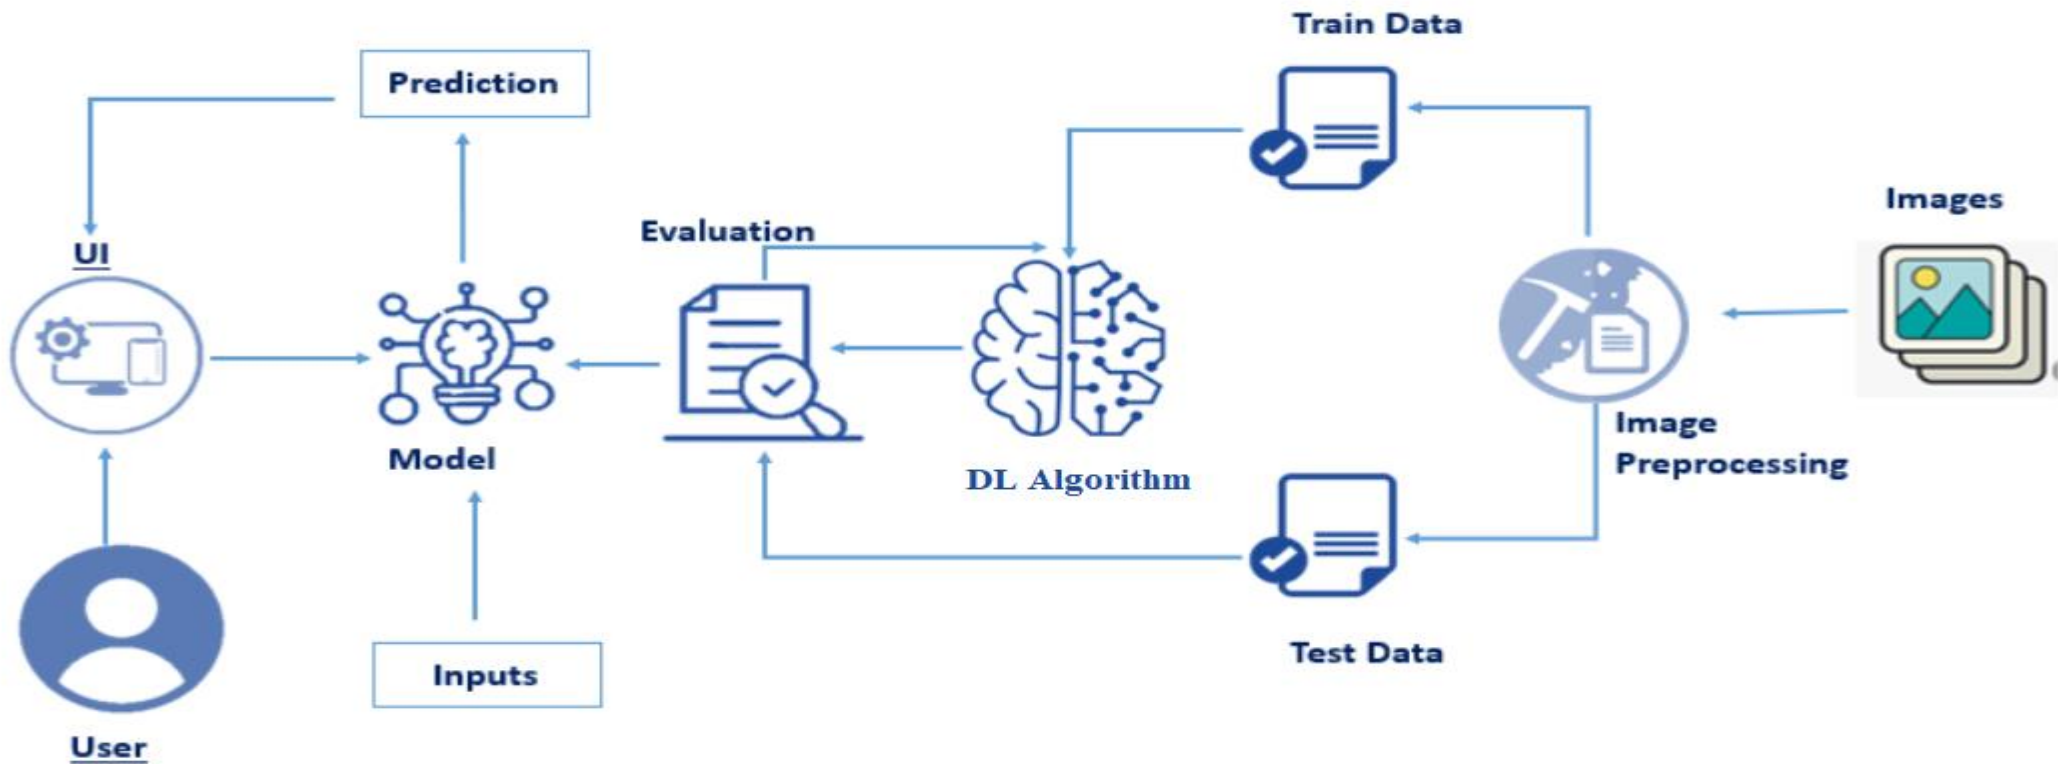 Train Data
Prediction
Images
Evaluation
UI
Image
Preprocessing
Model
DL Algorithm
Test Data
Inputs
User